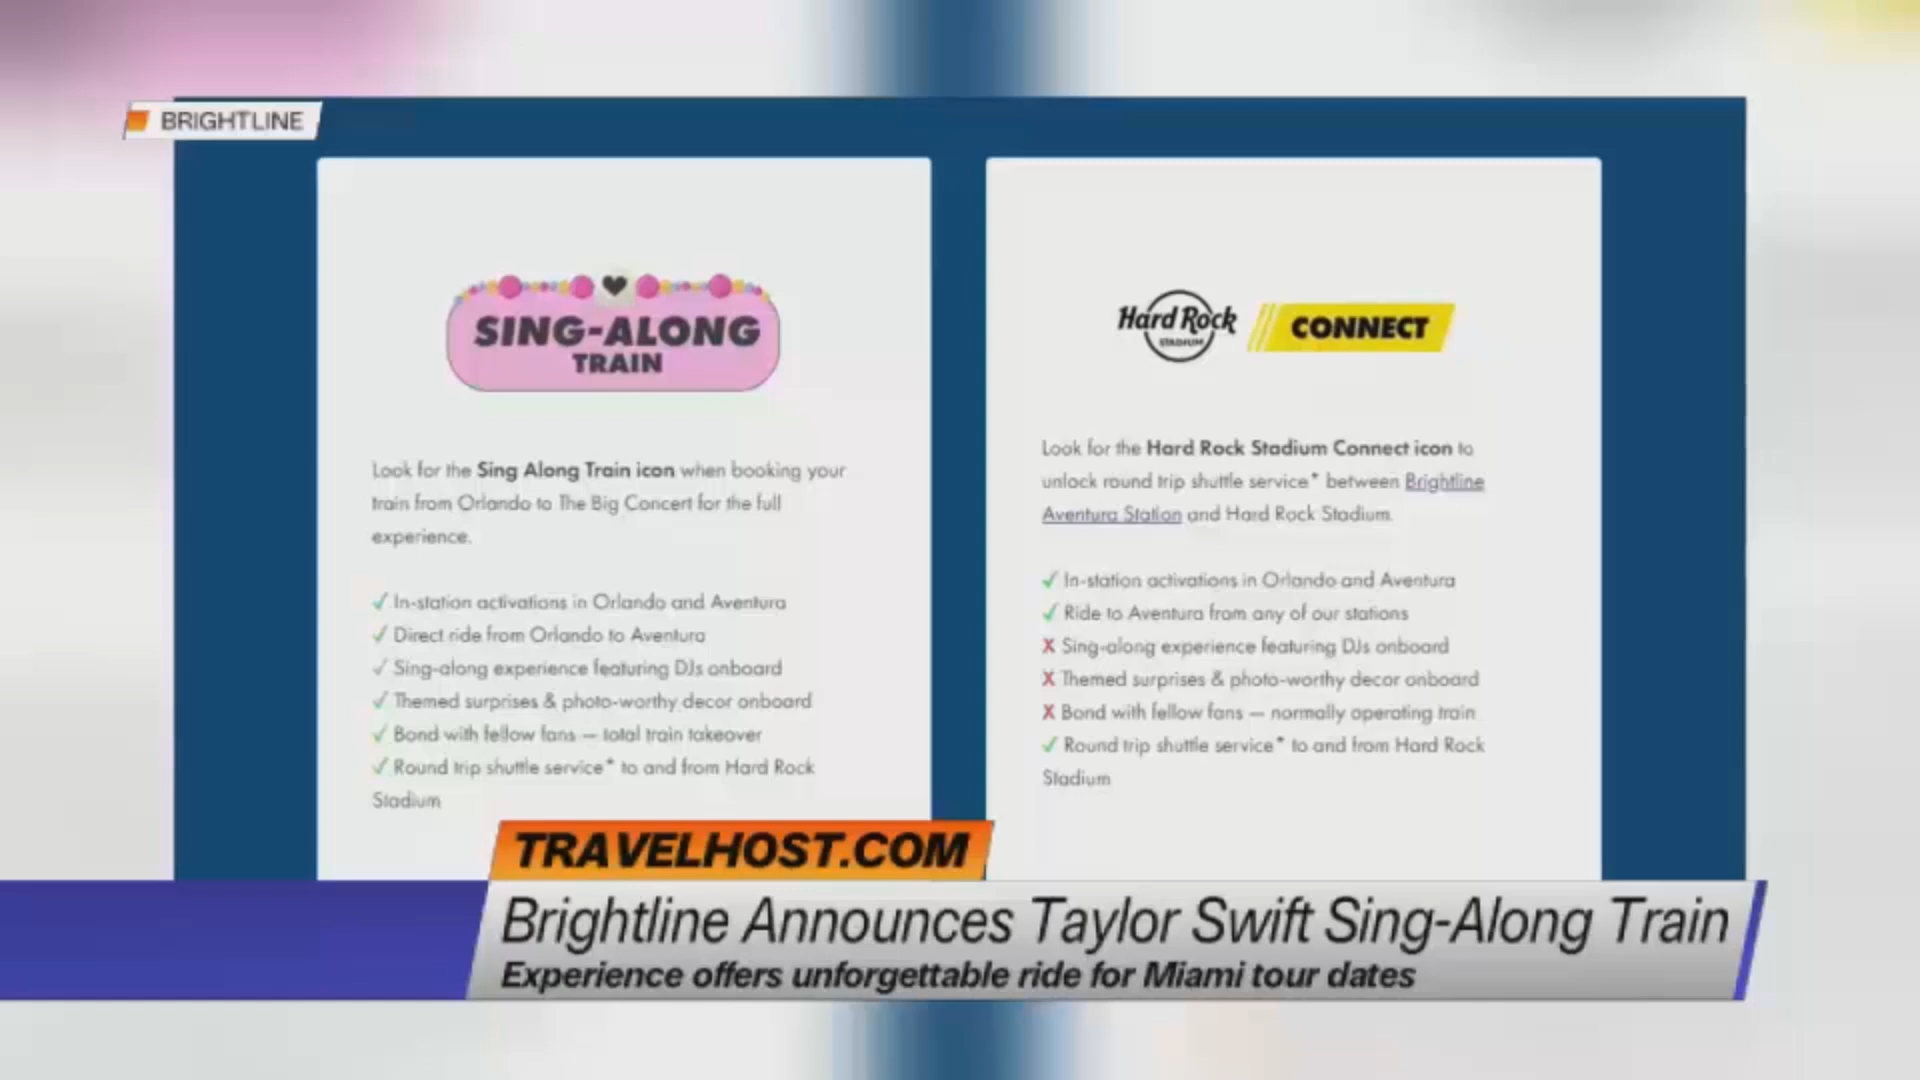 BRIGHTLINE
SING-ALONG
TRAIN
Look for the Sing Along Train icon when booking your
train from Orlando to The Big Concert for the full
experience.
✓ In-station activations in Orlando and Aventura
✓ Direct ride from Orlando to Aventura
✓ Sing-along experience featuring DJs onboard
✓ Themed surprises & photo-worthy decor onboard
✓ Bond with fellow fans — total train takeover
✓ Round trip shuttle service* to and from Hard Rock
Stadium
Hard Rock
STADIUM
CONNECT
Look for the Hard Rock Stadium Connect icon to
unlock round trip shuttle service* between Brightline
Aventura Station and Hard Rock Stadium.
✓ In-station activations in Orlando and Aventura
✓ Ride to Aventura from any of our stations
X Sing-along experience featuring DJs onboard
X Themed surprises & photo-worthy decor onboard
X Bond with fellow fans — normally operating train
✓ Round trip shuttle service* to and from Hard Rock
Stadium
TRAVELHOST.COM
Brightline Announces Taylor Swift Sing-Along Train
Experience offers unforgettable ride for Miami tour dates